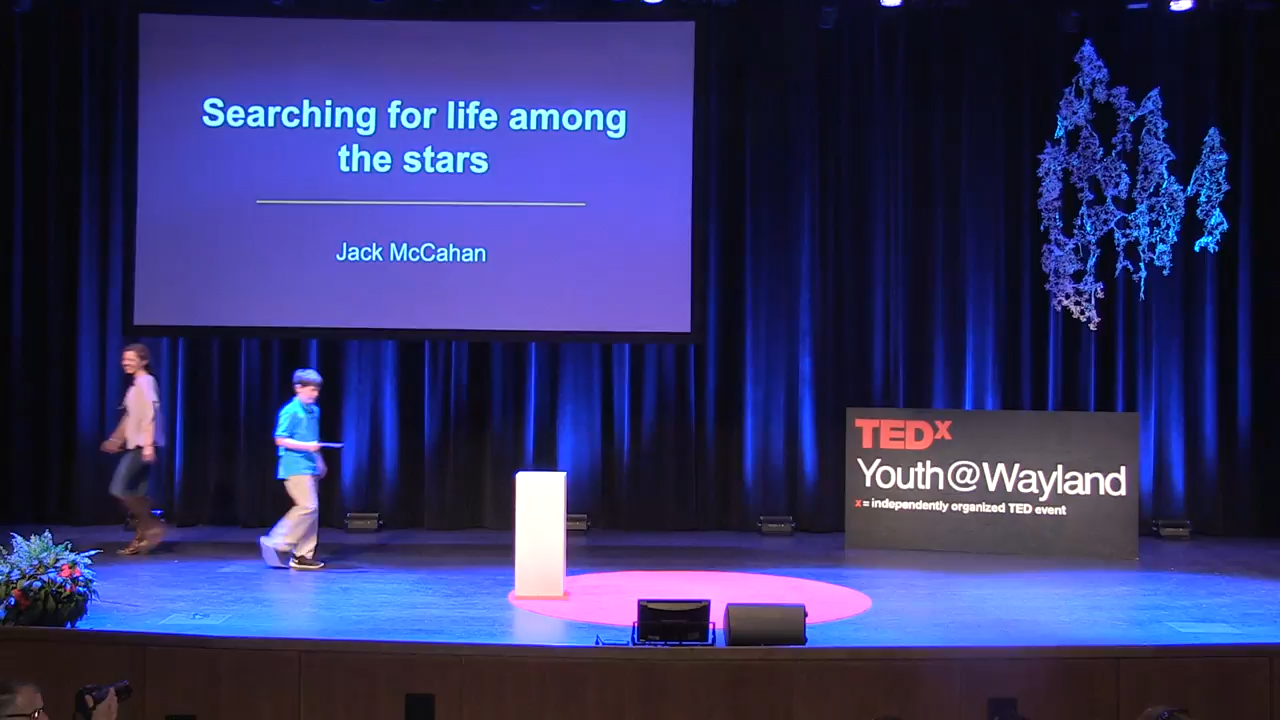 Searching for life among
the stars
Jack McCahan
TEDx
Youth@Wayland
x = independently organized TED event